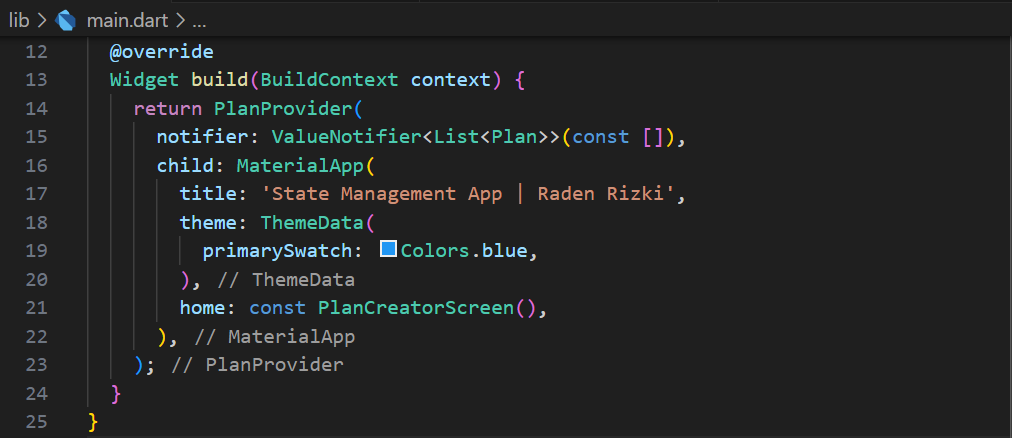 lib > main.dart > ...
12 @override
13 Widget build(BuildContext context) {
14 return PlanProvider(
15 notifier: ValueNotifier<List<Plan>>(const []),
16 child: MaterialApp(
17 title: 'State Management App | Raden Rizki',
18 theme: ThemeData(
19 primarySwatch: Colors.blue,
20 ), // ThemeData
21 home: const PlanCreatorScreen(),
22 ), // MaterialApp
23 ); // PlanProvider
24 }
25 }